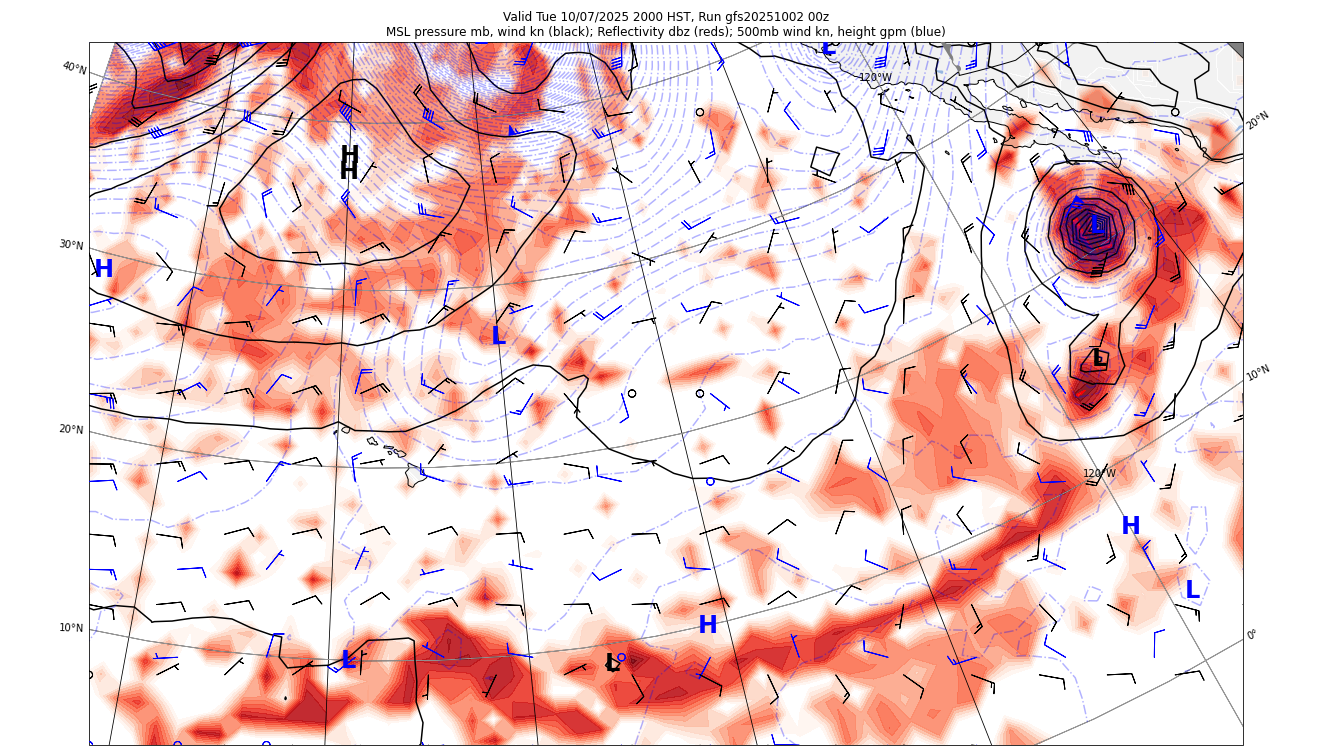 Valid Tue 10/07/2025 2000 HST, Run gfs20251002 00z
MSL pressure mb, wind kn (black); Reflectivity dbz (reds); 500mb wind kn, height gpm (blue)
L
40°N
120°W
20°N
H
H
L
30°N
H
L
L
10°N
20°N
120°W
H
L
10°N
H
0°
L
L